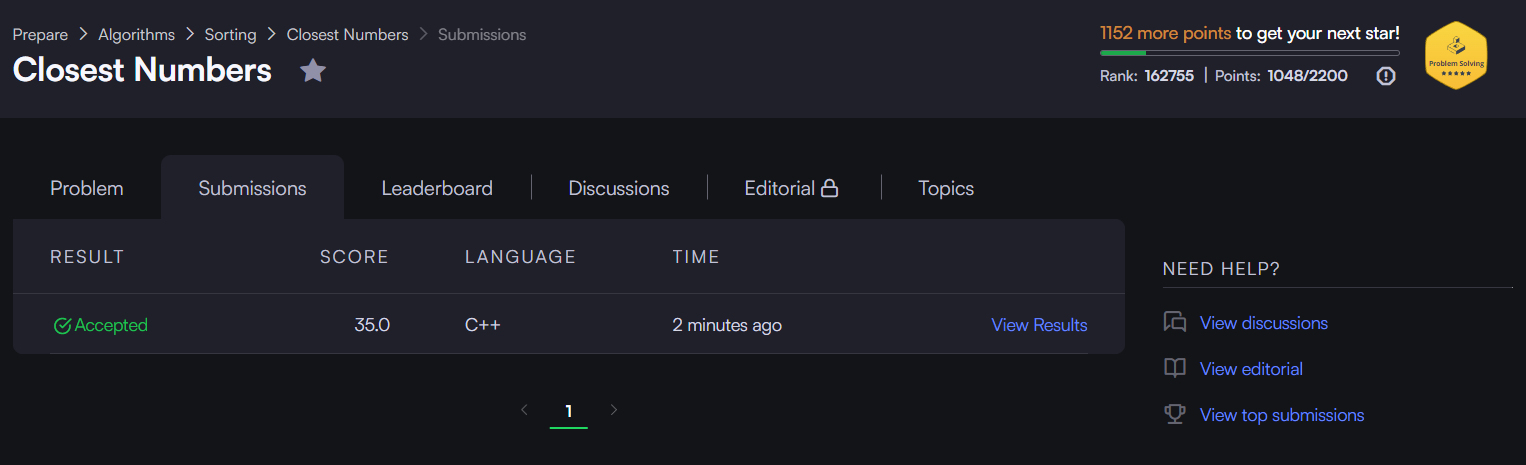 Prepare > Algorithms > Sorting > Closest Numbers > Submissions
Closest Numbers
1152 more points to get your next star!
Rank: 162755 | Points: 1048/2200
Problem Solving
Problem Submissions Leaderboard Discussions Editorial Topics
RESULT SCORE LANGUAGE TIME
Accepted 35.0 C++ 2 minutes ago View Results
1
NEED HELP?
View discussions
View editorial
View top submissions